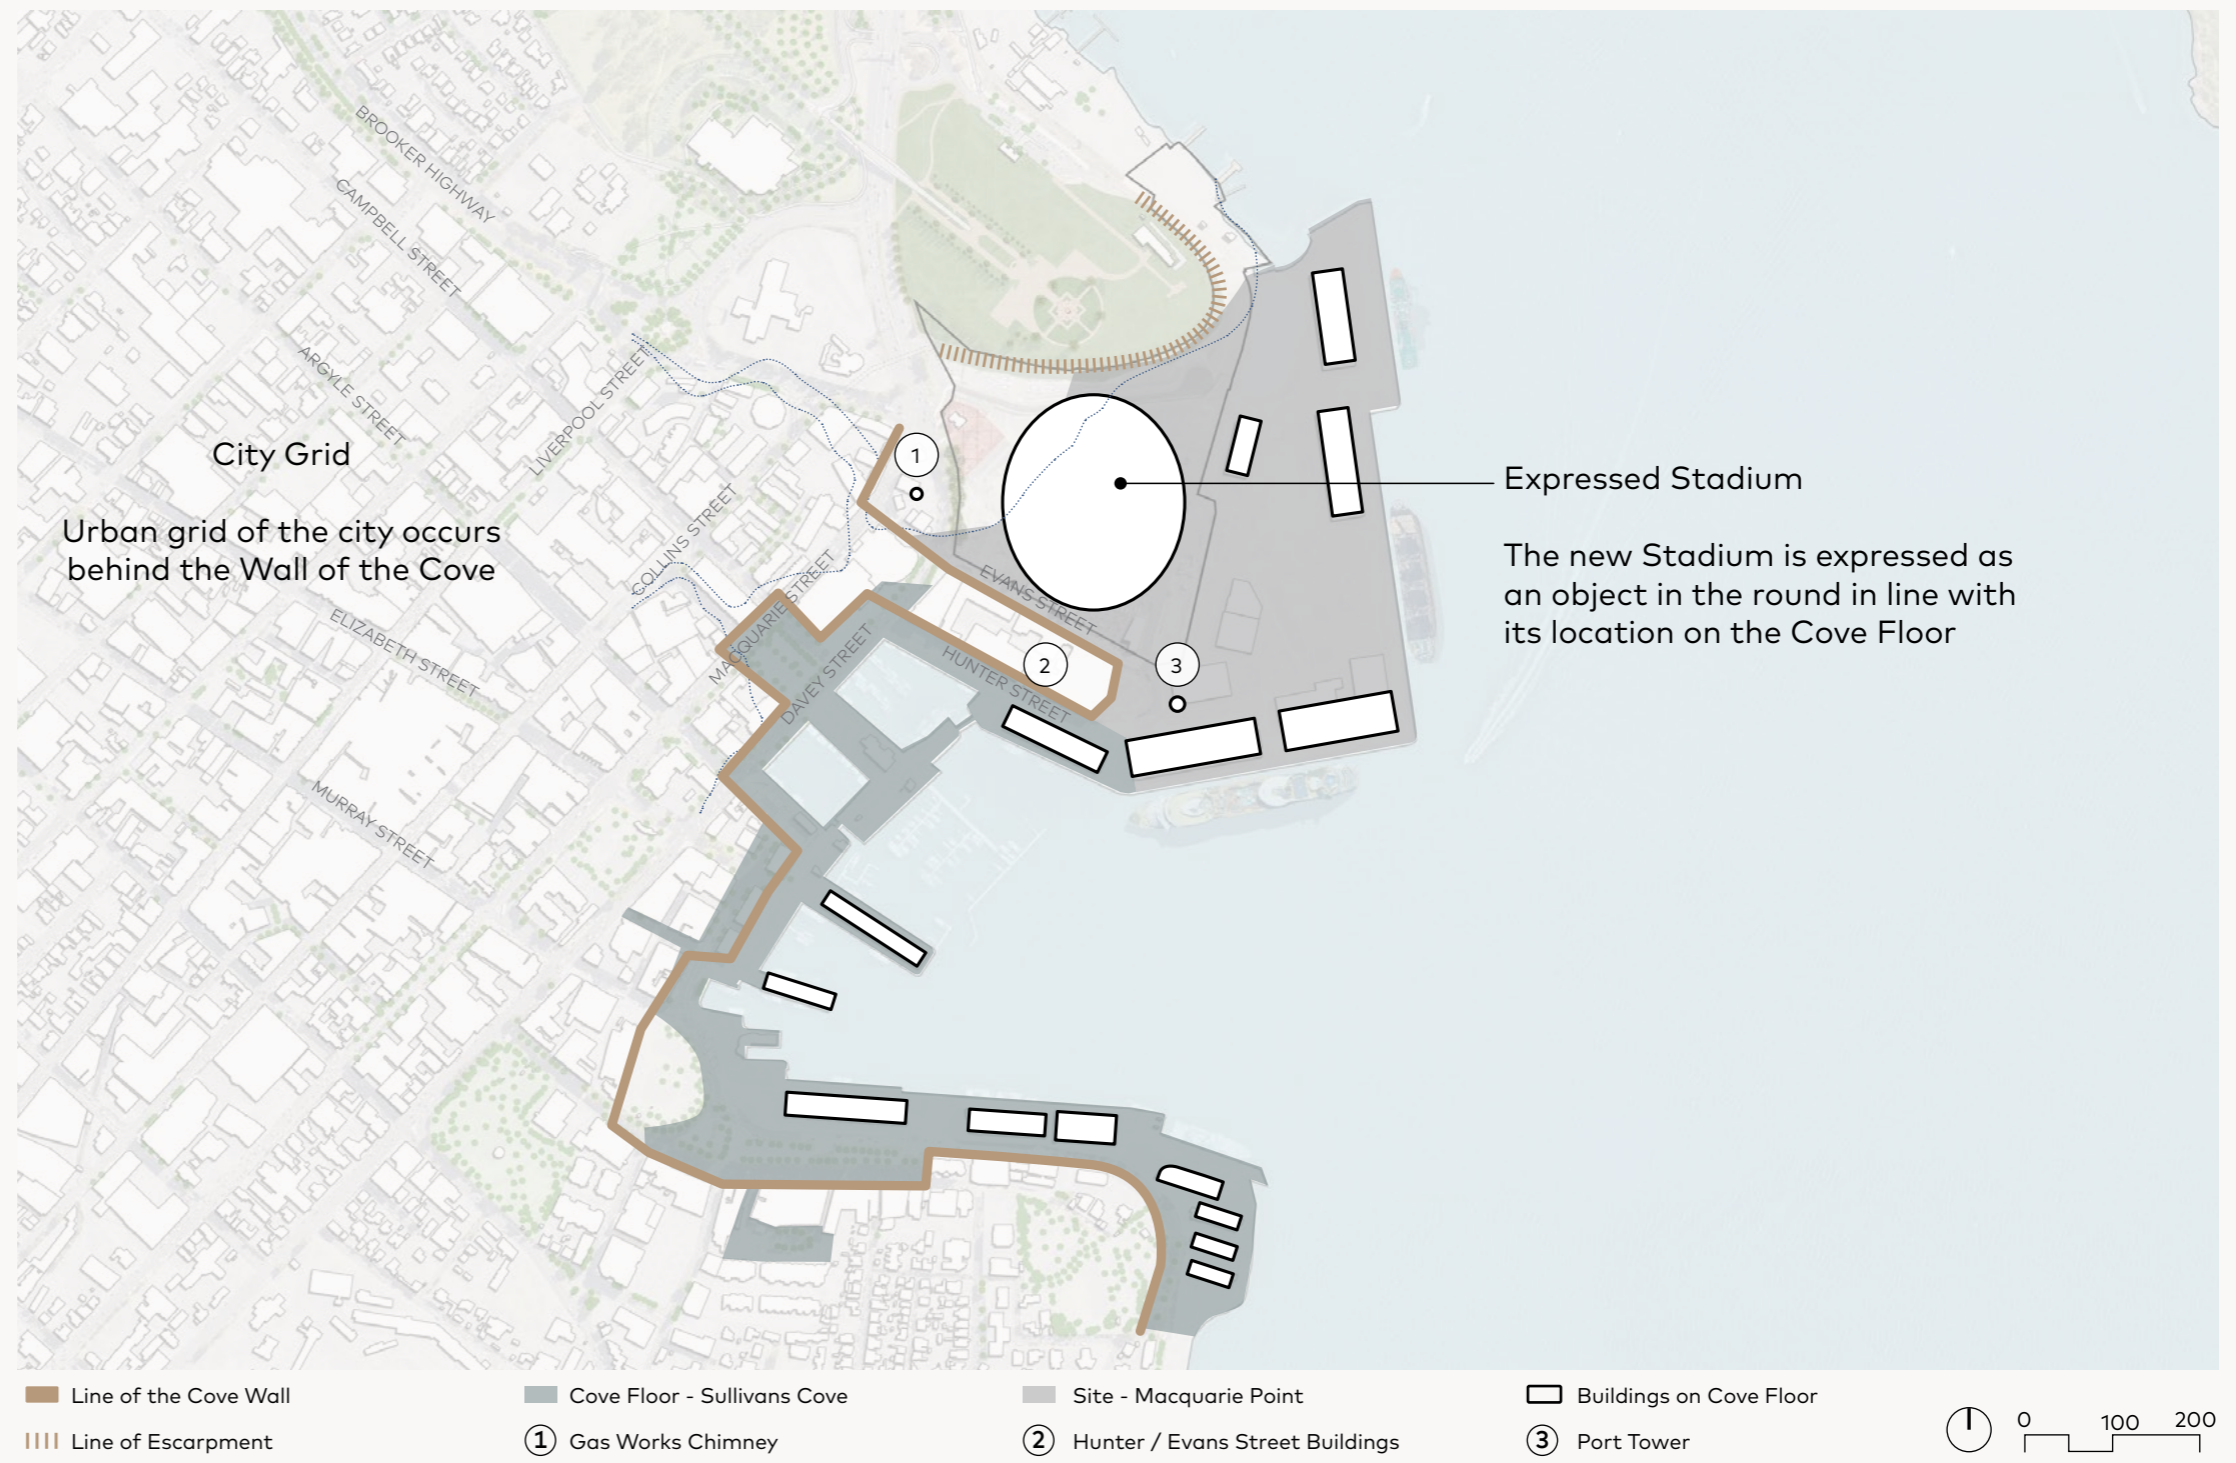 BROOKER HIGHWAY
CAMPBELL STREET
ARGYLE STREET
LIVERPOOL STREET
City Grid
Urban grid of the city occurs
behind the Wall of the Cove
COLLINS STREET
ELIZABETH STREET
MACQUARIE STREET
DAVEY STREET
MURRAY STREET
1
EVANS STREET
HUNTER STREET
2
3
Expressed Stadium
The new Stadium is expressed as
an object in the round in line with
its location on the Cove Floor
Line of the Cove Wall
Cove Floor - Sullivans Cove
Site - Macquarie Point
Buildings on Cove Floor
Line of Escarpment
1 Gas Works Chimney
2 Hunter / Evans Street Buildings
3 Port Tower
0 100 200